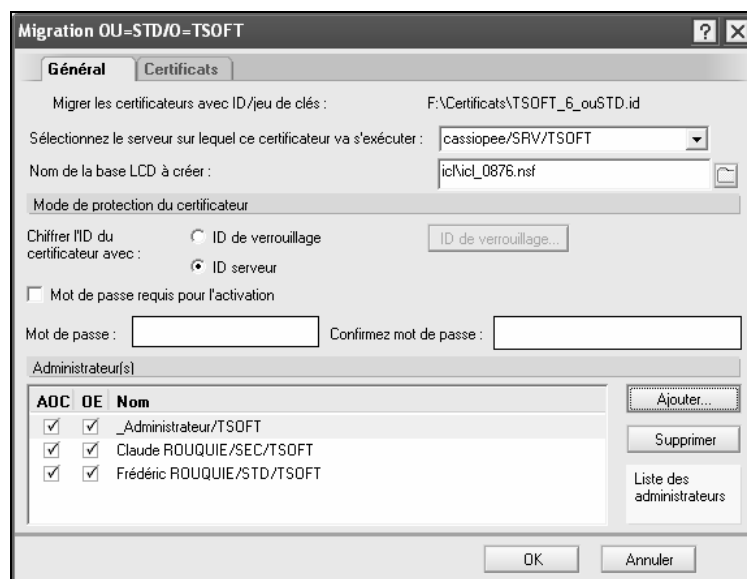 Migration OU=STD/O=TSOFT
Général Certificats
Migrer les certificateurs avec ID/jeu de clés : F:\Certificats\TSOFT_6_ouSTD.id
Sélectionnez le serveur sur lequel ce certificateur va s'exécuter : cassiopee/SRV/TSOFT
Nom de la base LCD à créer : icl\icl_0876.nsf
Mode de protection du certificateur
Chiffrer l'ID du certificateur avec :
ID de verrouillage ID de verrouillage...
ID serveur
Mot de passe requis pour l'activation
Mot de passe : Confirmez mot de passe :
Administrateur(s)
AOC OE Nom
_Administrateur/TSOFT
Claude ROUQUIE/SEC/TSOFT
Frédéric ROUQUIE/STD/TSOFT
Ajouter...
Supprimer
Liste des
administrateurs
OK Annuler